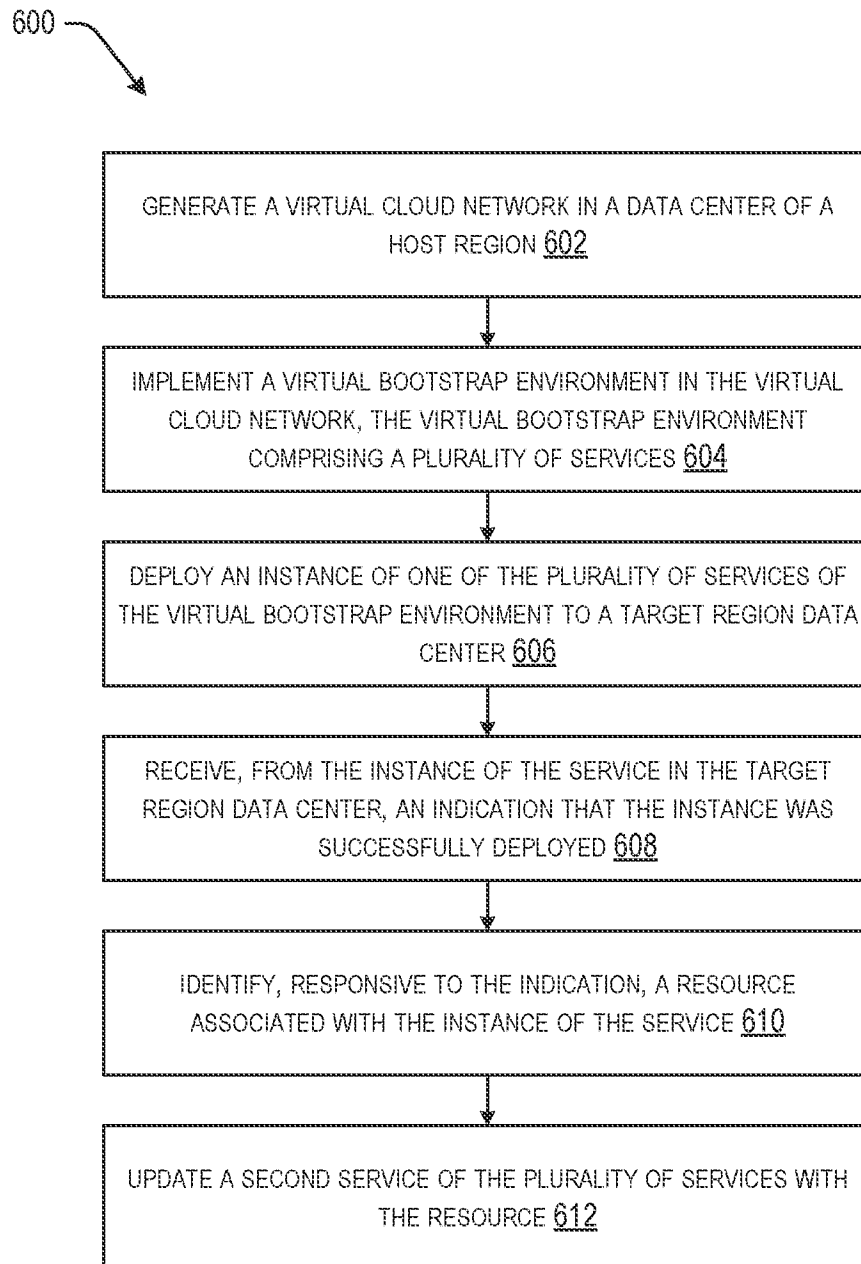 600
GENERATE A VIRTUAL CLOUD NETWORK IN A DATA CENTER OF A
HOST REGION 602
IMPLEMENT A VIRTUAL BOOTSTRAP ENVIRONMENT IN THE VIRTUAL
CLOUD NETWORK, THE VIRTUAL BOOTSTRAP ENVIRONMENT
COMPRISING A PLURALITY OF SERVICES 604
DEPLOY AN INSTANCE OF ONE OF THE PLURALITY OF SERVICES OF
THE VIRTUAL BOOTSTRAP ENVIRONMENT TO A TARGET REGION DATA
CENTER 606
RECEIVE, FROM THE INSTANCE OF THE SERVICE IN THE TARGET
REGION DATA CENTER, AN INDICATION THAT THE INSTANCE WAS
SUCCESSFULLY DEPLOYED 608
IDENTIFY, RESPONSIVE TO THE INDICATION, A RESOURCE
ASSOCIATED WITH THE INSTANCE OF THE SERVICE 610
UPDATE A SECOND SERVICE OF THE PLURALITY OF SERVICES WITH
THE RESOURCE 612